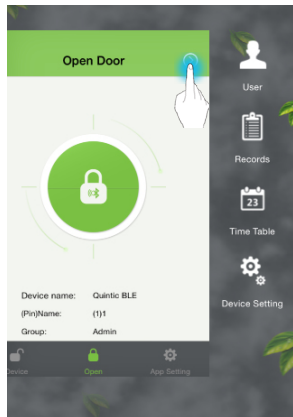 Open Door
User
Records
23
Time Table
Device Setting
Device name: Quintic BLE
(Pin)Name: (1)1
Group: Admin
Device
Open
App Setting